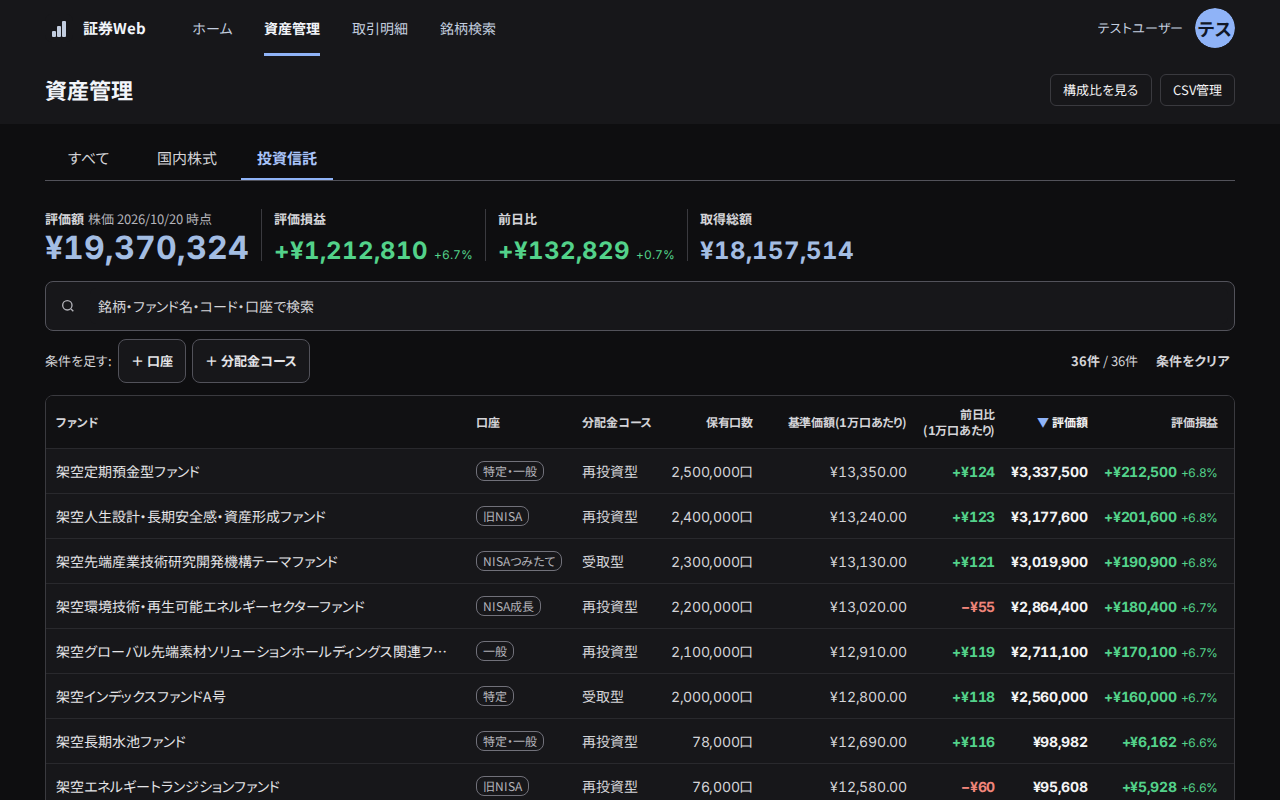 証券Web ホーム 資産管理 取引明細 銘柄検索 テストユーザー テス
資産管理 構成比を見る CSV管理
すべて 国内株式 投資信託
評価額 株価 2026/10/20 時点 評価損益 前日比 取得総額
¥19,370,324 +¥1,212,810 +6.7% +¥132,829 +0.7% ¥18,157,514
銘柄・ファンド名・コード・口座で検索
条件を足す: ＋ 口座 ＋ 分配金コース 36件 / 36件 条件をクリア
ファンド 口座 分配金コース 保有口数 基準価額(1万口あたり) 前日比 (1万口あたり) ▼ 評価額 評価損益
架空定期預金型ファンド 特定・一般 再投資型 2,500,000口 ¥13,350.00 +¥124 ¥3,337,500 +¥212,500 +6.8%
架空人生設計・長期安全感・資産形成ファンド 旧NISA 再投資型 2,400,000口 ¥13,240.00 +¥123 ¥3,177,600 +¥201,600 +6.8%
架空先端産業技術研究開発機構テーマファンド NISAつみたて 受取型 2,300,000口 ¥13,130.00 +¥121 ¥3,019,900 +¥190,900 +6.8%
架空環境技術・再生可能エネルギーセクターファンド NISA成長 再投資型 2,200,000口 ¥13,020.00 −¥55 ¥2,864,400 +¥180,400 +6.7%
架空グローバル先端素材ソリューションホールディングス関連フ… 一般 再投資型 2,100,000口 ¥12,910.00 +¥119 ¥2,711,100 +¥170,100 +6.7%
架空インデックスファンドA号 特定 受取型 2,000,000口 ¥12,800.00 +¥118 ¥2,560,000 +¥160,000 +6.7%
架空長期水池ファンド 特定・一般 再投資型 78,000口 ¥12,690.00 +¥116 ¥98,982 +¥6,162 +6.6%
架空エネルギートランジションファンド 旧NISA 再投資型 76,000口 ¥12,580.00 −¥60 ¥95,608 +¥5,928 +6.6%